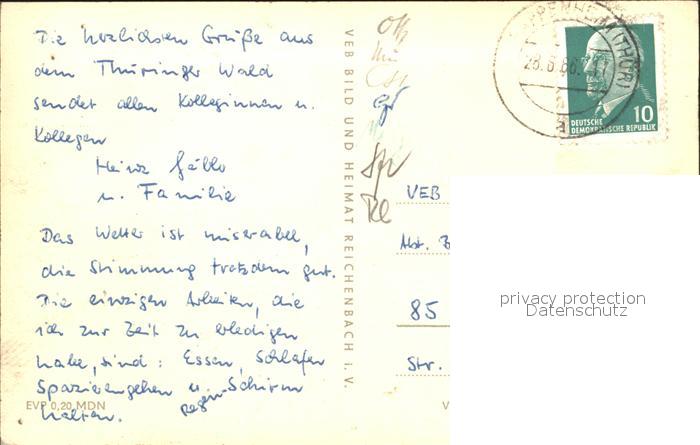 Die herzlichsten Grüße aus
dem Thüringer Wald
sendet allen Kolleginnen u.
Kollegen
Heinz
u. Familie
Das Wetter ist miserabel,
die Stimmung trotzdem gut.
Die einzigen Arbeiten, die
ich zur Zeit zu erledigen
habe, sind: Essen, Schlafen
Spazierengehen u. Regen-Schirm
halten.
EVP 0,20 MDN
VEB BILD UND HEIMAT REICHENBACH I. V.
(THÜR)
10
DEUTSCHE
DEMOKRATISCHE REPUBLIK
VEB
Abt.
85
Str.
V
privacy protection
Datenschutz